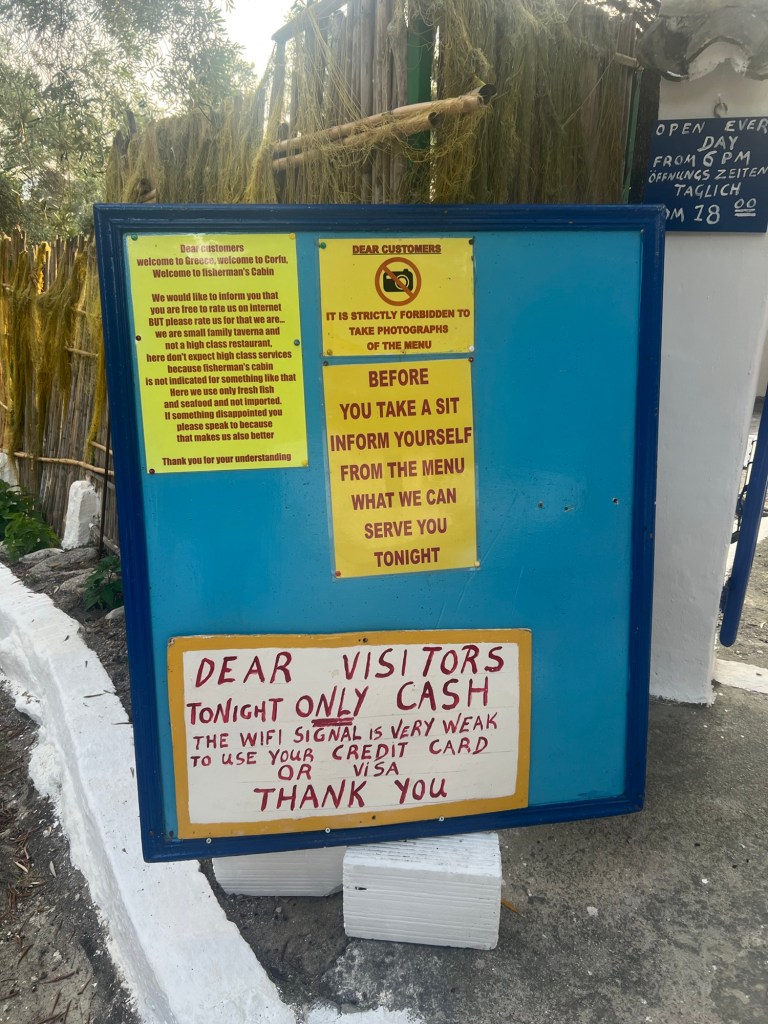 Dear customers
welcome to Greece, welcome to Corfu,
Welcome to fisherman's Cabin
We would like to inform you that
you are free to rate us on internet
BUT please rate us for that we are...
we are small family taverna and
not a high class restaurant,
here don't expect high class services
because fisherman's cabin
is not indicated for something like that
Here we use only fresh fish
and seafood and not imported.
If something disappointed you
please speak to because
that makes us also better
Thank you for your understanding
DEAR CUSTOMERS
IT IS STRICTLY FORBIDDEN TO
TAKE PHOTOGRAPHS
OF THE MENU
BEFORE
YOU TAKE A SIT
INFORM YOURSELF
FROM THE MENU
WHAT WE CAN
SERVE YOU
TONIGHT
DEAR VISITORS
TONIGHT ONLY CASH
THE WIFI SIGNAL IS VERY WEAK
TO USE YOUR CREDIT CARD
OR VISA
THANK YOU
OPEN EVER
DAY
FROM 6 PM
ÖFFNUNGS ZEITEN
TÄGLICH
OM 18 00